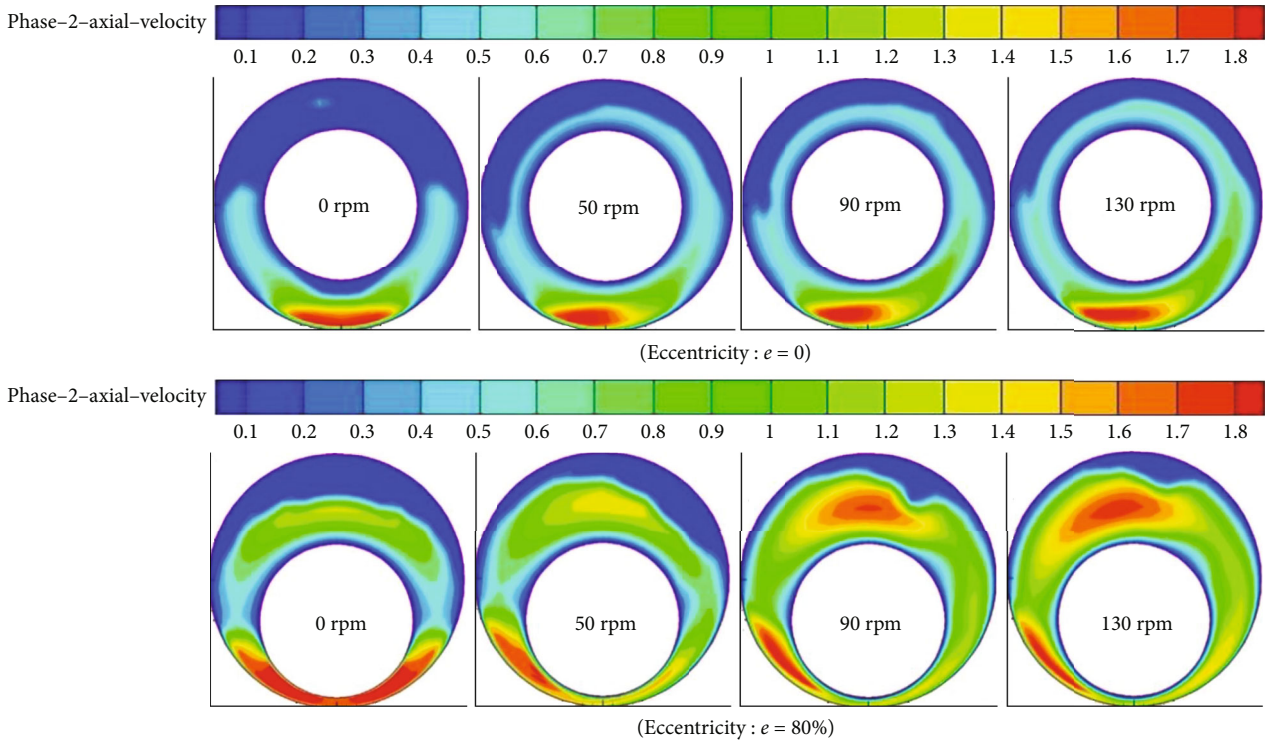 Phase–2–axial–velocity
0.1 0.2 0.3 0.4 0.5 0.6 0.7 0.8 0.9 1 1.1 1.2 1.3 1.4 1.5 1.6 1.7 1.8
0 rpm 50 rpm 90 rpm 130 rpm
(Eccentricity : e = 0)
Phase–2–axial–velocity
0.1 0.2 0.3 0.4 0.5 0.6 0.7 0.8 0.9 1 1.1 1.2 1.3 1.4 1.5 1.6 1.7 1.8
0 rpm 50 rpm 90 rpm 130 rpm
(Eccentricity : e = 80%)